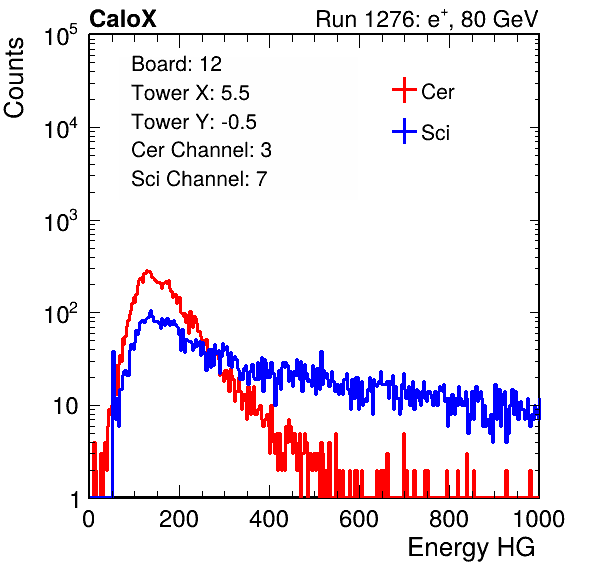 CaloX Run 1276: e⁺, 80 GeV
Counts
10⁵
10⁴
10³
10²
10
1
Board: 12
Tower X: 5.5
Tower Y: -0.5
Cer Channel: 3
Sci Channel: 7
Cer
Sci
0 200 400 600 800 1000
Energy HG